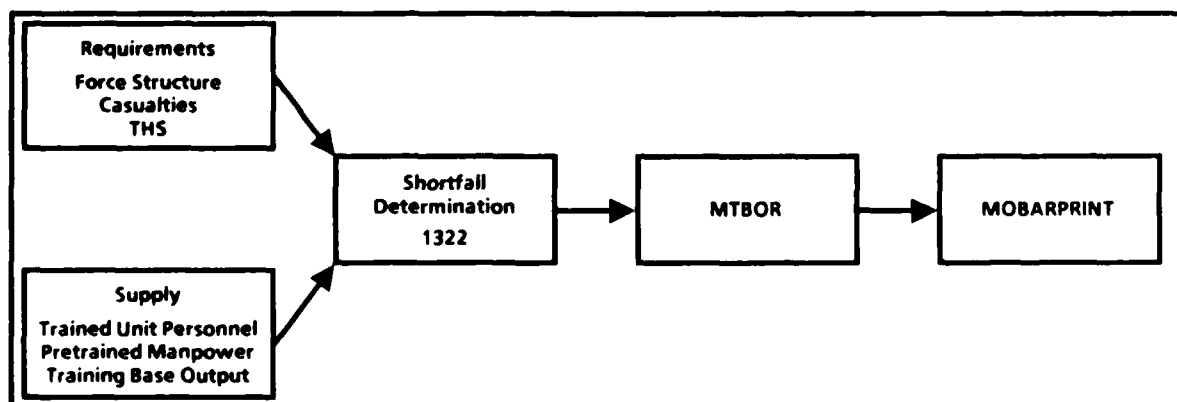 Requirements
Force Structure
Casualties
THS
Shortfall
Determination
1322
MTBOR
MOBARPRINT
Supply
Trained Unit Personnel
Pretrained Manpower
Training Base Output